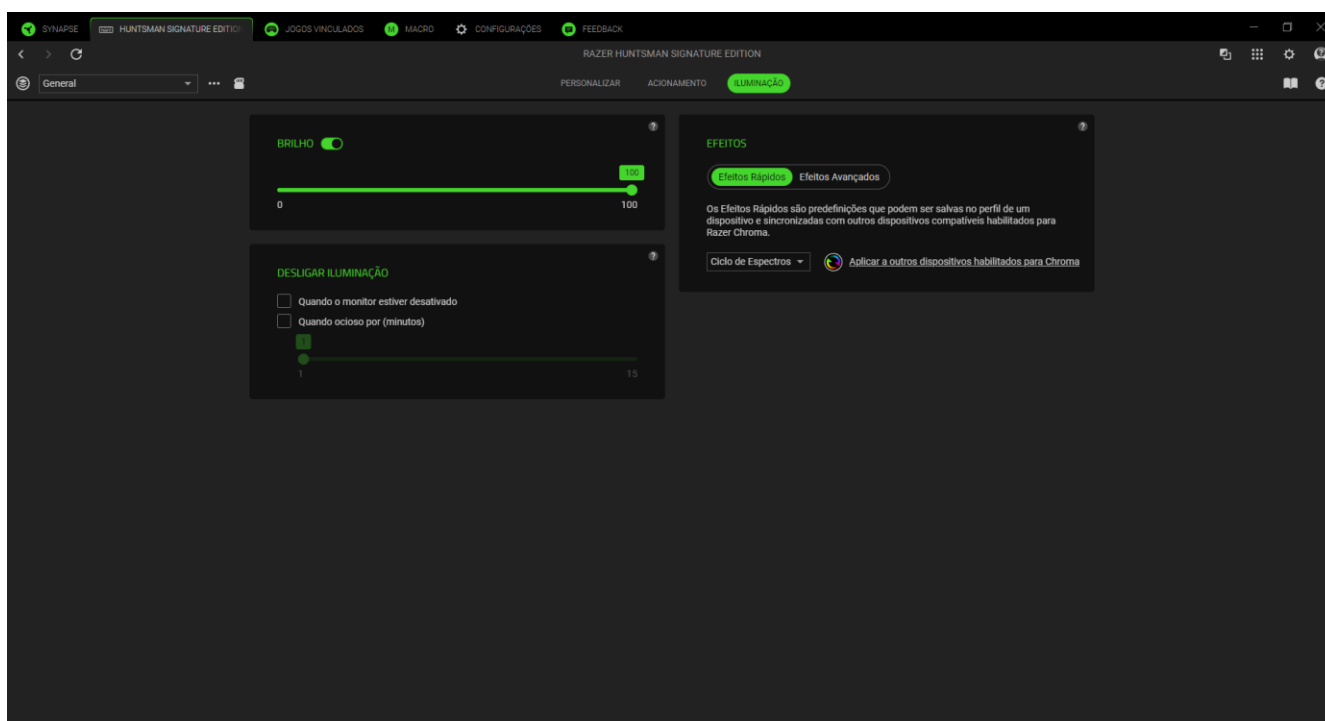 SYNAPSE HUNTSMAN SIGNATURE EDITION JOGOS VINCULADOS M MACRO CONFIGURAÇÕES FEEDBACK
RAZER HUNTSMAN SIGNATURE EDITION
General PERSONALIZAR ACIONAMENTO ILUMINAÇÃO
BRILHO
100
0 100
DESLIGAR ILUMINAÇÃO
Quando o monitor estiver desativado
Quando ocioso por (minutos)
1
1 15
EFEITOS
Efeitos Rápidos Efeitos Avançados
Os Efeitos Rápidos são predefinições que podem ser salvas no perfil de um
dispositivo e sincronizadas com outros dispositivos compatíveis habilitados para
Razer Chroma.
Ciclo de Espectros Aplicar a outros dispositivos habilitados para Chroma